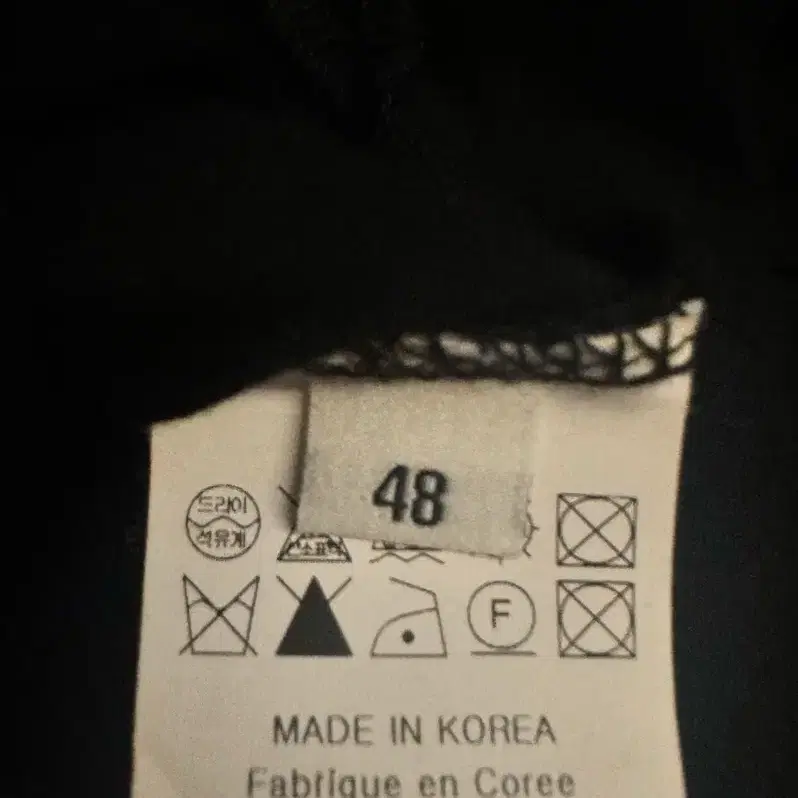 48
드라이
석유계
F
MADE IN KOREA
Fabrique en Coree